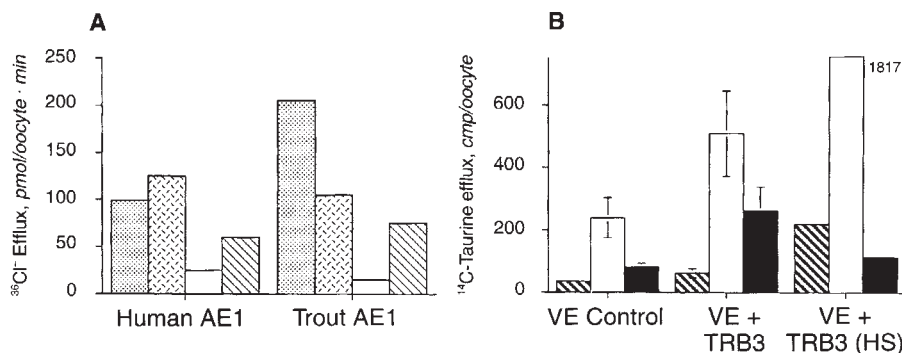 A
250
200
150
100
50
0
³⁶Cl⁻ Efflux, pmol/oocyte · min
Human AE1
Trout AE1
B
1817
600
400
200
0
¹⁴C-Taurine efflux, cmp/oocyte
VE Control
VE +
TRB3
VE +
TRB3 (HS)